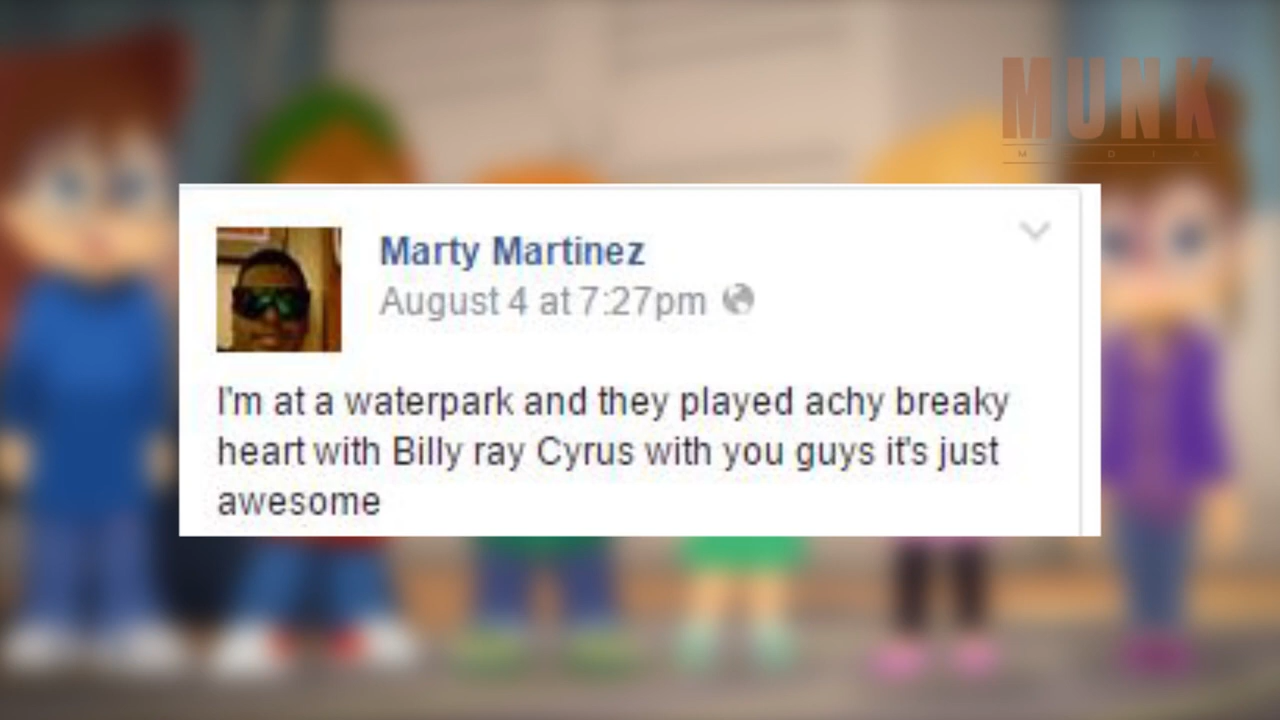 MUNK
MEDIA
Marty Martinez
August 4 at 7:27pm
I'm at a waterpark and they played achy breaky
heart with Billy ray Cyrus with you guys it's just
awesome